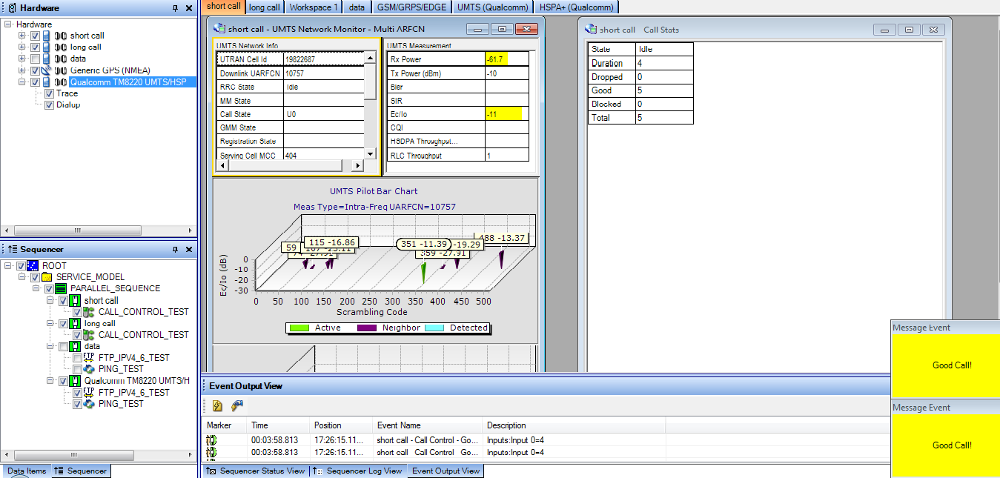 Hardware
Hardware
short call
long call
data
Generic GPS (NMEA)
Qualcomm TM8220 UMTS/HSP
Trace
Dialup
Sequencer
ROOT
SERVICE_MODEL
PARALLEL_SEQUENCE
short call
CALL_CONTROL_TEST
long call
CALL_CONTROL_TEST
data
FTP FTP_IPV4_6_TEST
PING_TEST
Qualcomm TM8220 UMTS/H
FTP FTP_IPV4_6_TEST
PING_TEST
Data Items Sequencer
short call long call Workspace 1 data GSM/GRPS/EDGE UMTS (Qualcomm) HSPA+ (Qualcomm)
short call - UMTS Network Monitor - Multi ARFCN
UMTS Network Info
UTRAN Cell Id 19822687
Downlink UARFCN 10757
RRC State Idle
MM State
Call State U0
GMM State
Registration State
Serving Cell MCC 404
UMTS Measurement
Rx Power -61.7
Tx Power (dBm) -10
Bler
SIR
Ec/Io -11
CQI
HSDPA Throughput...
RLC Throughput 1
UMTS Pilot Bar Chart
Meas Type=Intra-Freq UARFCN=10757
488 -13.37
115 -16.86 351 -11.39 -19.29
59
359 -27.91
Ec/Io (dB)
0
-10
-20
-30
0 50 100 150 200 250 300 350 400 450 500
Scrambling Code
Active Neighbor Detected
short call Call Stats
State Idle
Duration 4
Dropped 0
Good 5
Blocked 0
Total 5
Event Output View
Marker Time Position Event Name Description
00:03:58.813 17:26:15.11... short call - Call Control - Go... Inputs:Input 0=4
00:03:58.813 17:26:15.11... short call Call Control Go... Inputs:Input 0=4
Sequencer Status View Sequencer Log View Event Output View
Message Event
Good Call!
Message Event
Good Call!